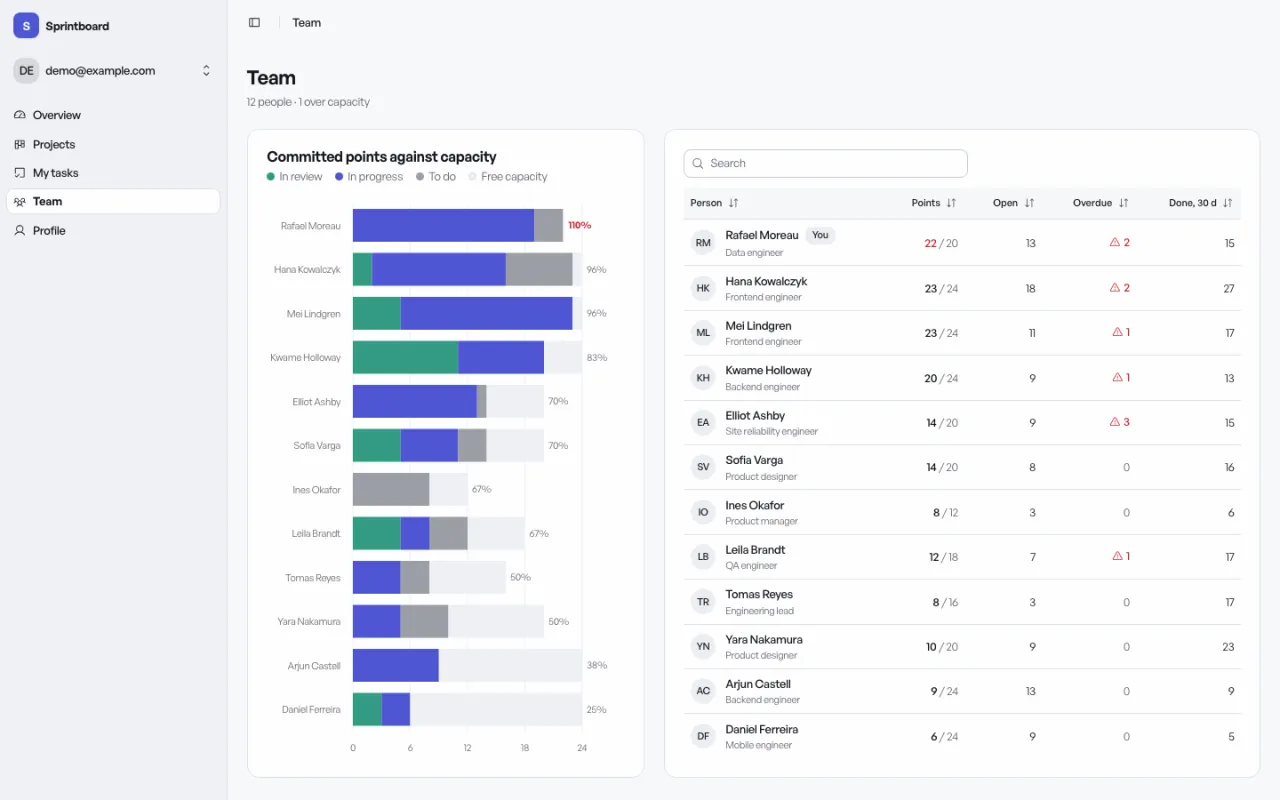 S Sprintboard
DE demo@example.com
Overview
Projects
My tasks
Team
Profile
Team
Team
12 people · 1 over capacity
Committed points against capacity
In review In progress To do Free capacity
Rafael Moreau 110%
Hana Kowalczyk 96%
Mei Lindgren 96%
Kwame Holloway 83%
Elliot Ashby 70%
Sofia Varga 70%
Ines Okafor 67%
Leila Brandt 67%
Tomas Reyes 50%
Yara Nakamura 50%
Arjun Castell 38%
Daniel Ferreira 25%
0 6 12 18 24
Search
Person Points Open Overdue Done, 30 d
RM Rafael Moreau You 22 / 20 13 2 15
Data engineer
HK Hana Kowalczyk 23 / 24 18 2 27
Frontend engineer
ML Mei Lindgren 23 / 24 11 1 17
Frontend engineer
KH Kwame Holloway 20 / 24 9 1 13
Backend engineer
EA Elliot Ashby 14 / 20 9 3 15
Site reliability engineer
SV Sofia Varga 14 / 20 8 0 16
Product designer
IO Ines Okafor 8 / 12 3 0 6
Product manager
LB Leila Brandt 12 / 18 7 1 17
QA engineer
TR Tomas Reyes 8 / 16 3 0 17
Engineering lead
YN Yara Nakamura 10 / 20 9 0 23
Product designer
AC Arjun Castell 9 / 24 13 0 9
Backend engineer
DF Daniel Ferreira 6 / 24 9 0 5
Mobile engineer